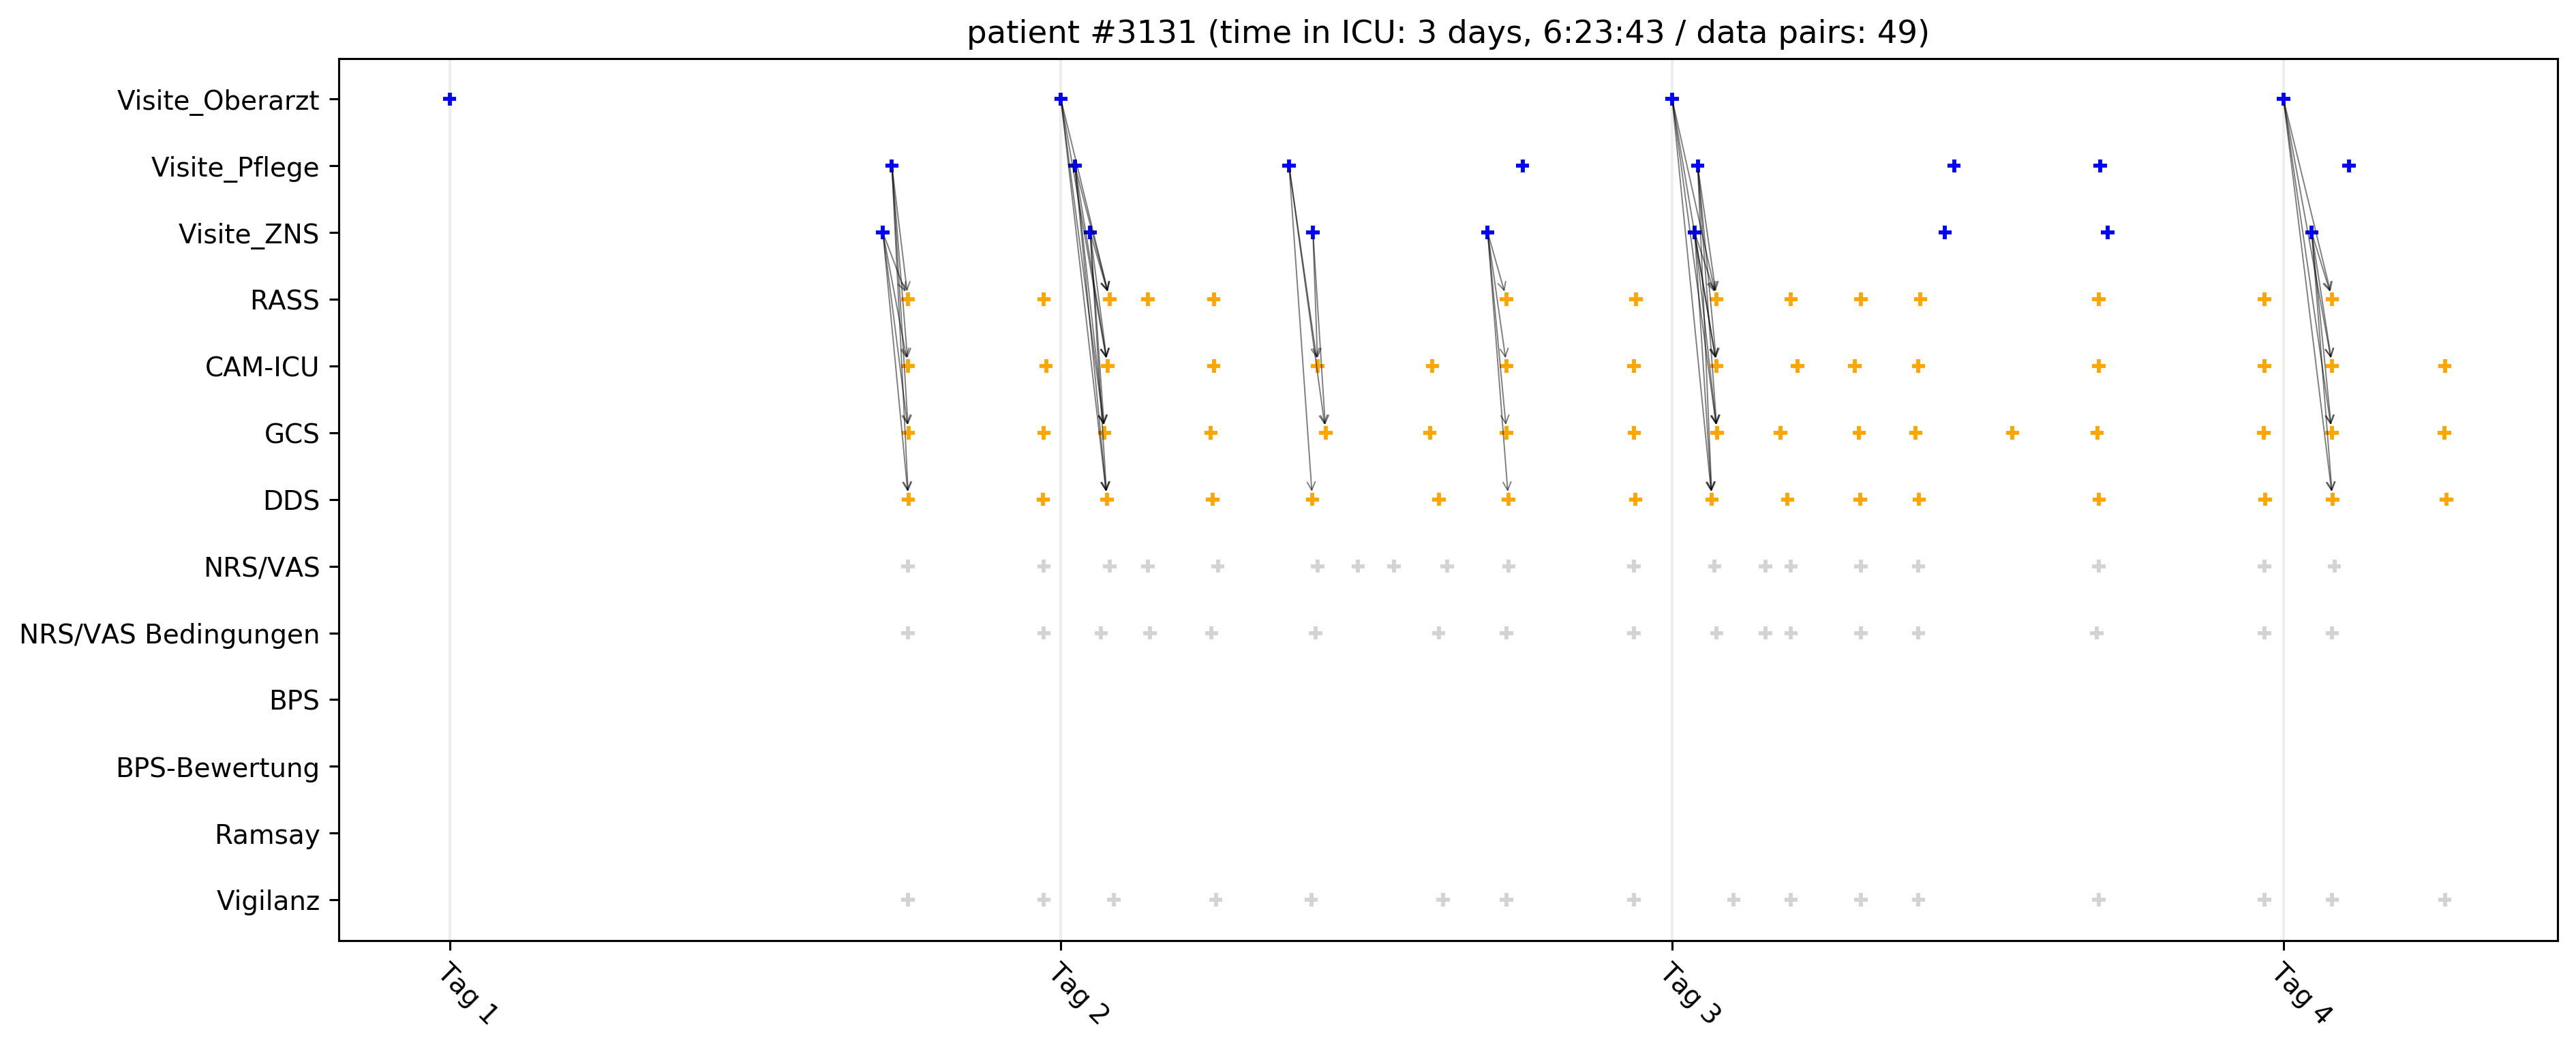 patient #3131 (time in ICU: 3 days, 6:23:43 / data pairs: 49)
Visite_Oberarzt
Visite_Pflege
Visite_ZNS
RASS
CAM-ICU
GCS
DDS
NRS/VAS
NRS/VAS Bedingungen
BPS
BPS-Bewertung
Ramsay
Vigilanz
Tag 1
Tag 2
Tag 3
Tag 4